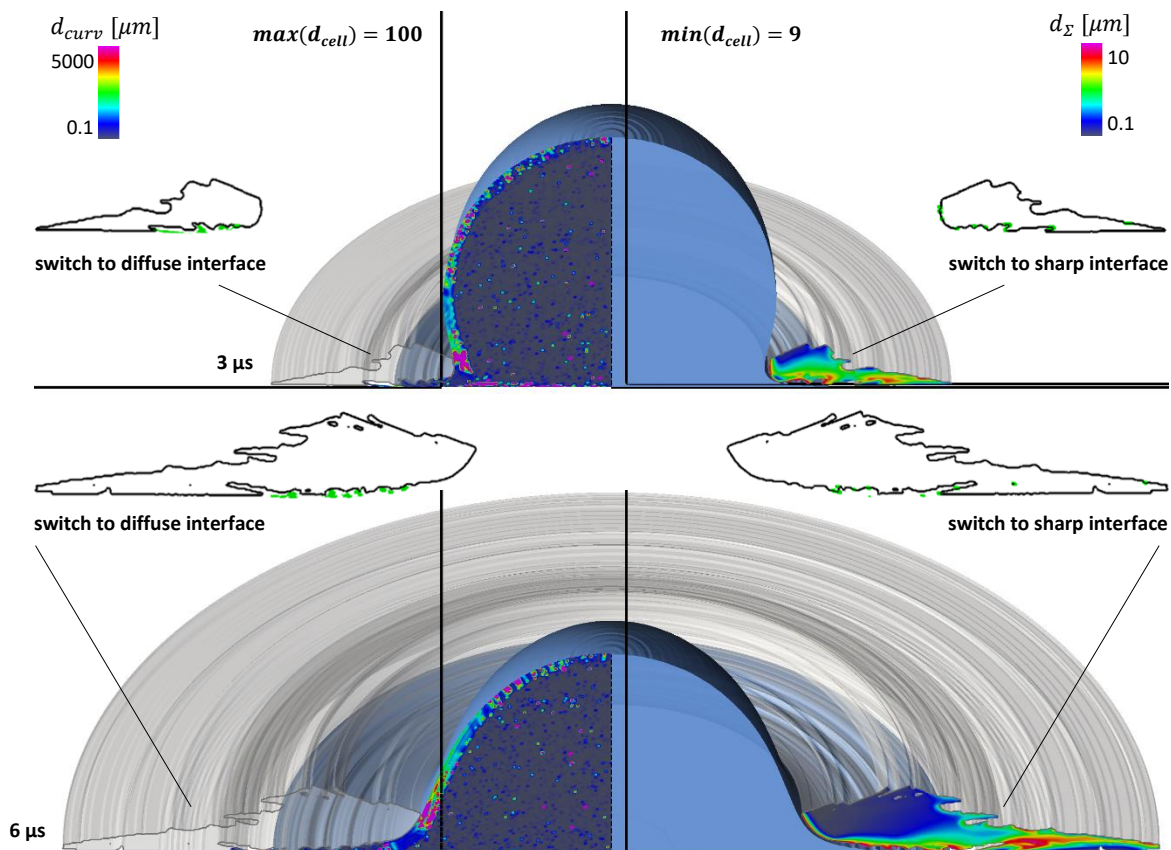 d_curv [μm]
5000
0.1
max(d_cell) = 100
min(d_cell) = 9
d_Σ [μm]
10
0.1
switch to diffuse interface
switch to sharp interface
3 μs
switch to diffuse interface
switch to sharp interface
6 μs